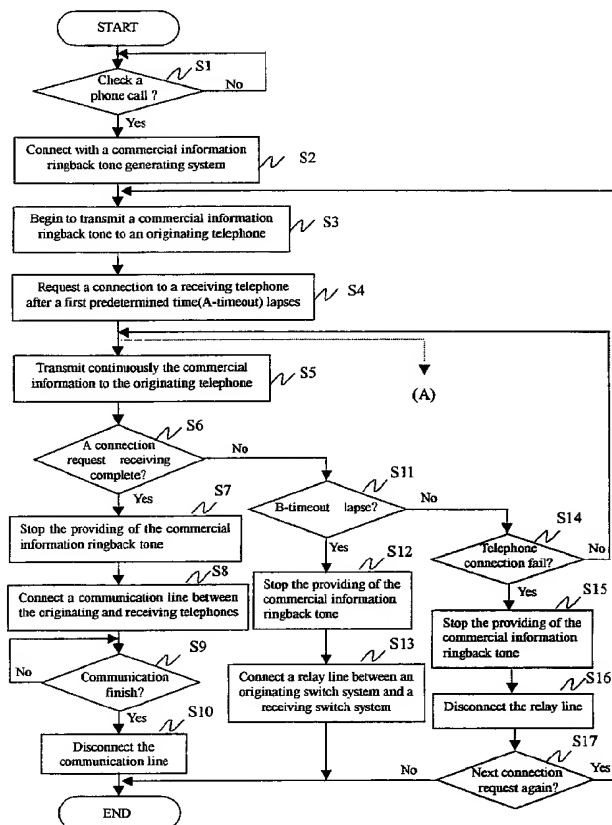 START
S1
Check a
phone call ?
No
Yes
Connect with a commercial information
ringback tone generating system
S2
Begin to transmit a commercial information
ringback tone to an originating telephone
S3
Request a connection to a receiving telephone
after a first predetermined time(A-timeout) lapses
S4
Transmit continuously the commercial
information to the originating telephone
S5
(A)
S6
A connection
request receiving
complete?
No
Yes
S7
Stop the providing of the commercial
information ringback tone
S8
Connect a communication line between
the originating and receiving telephones
S9
No
Communication
finish?
Yes
S10
Disconnect the
communication line
END
S11
B-timeout lapse?
No
Yes
S12
Stop the providing of the
commercial information
ringback tone
S13
Connect a relay line between an
originating switch system and a
receiving switch system
S14
Telephone
connection fail?
No
Yes
S15
Stop the providing of the
commercial information
ringback tone
S16
Disconnect the relay line
S17
No
Next connection
request again?
Yes